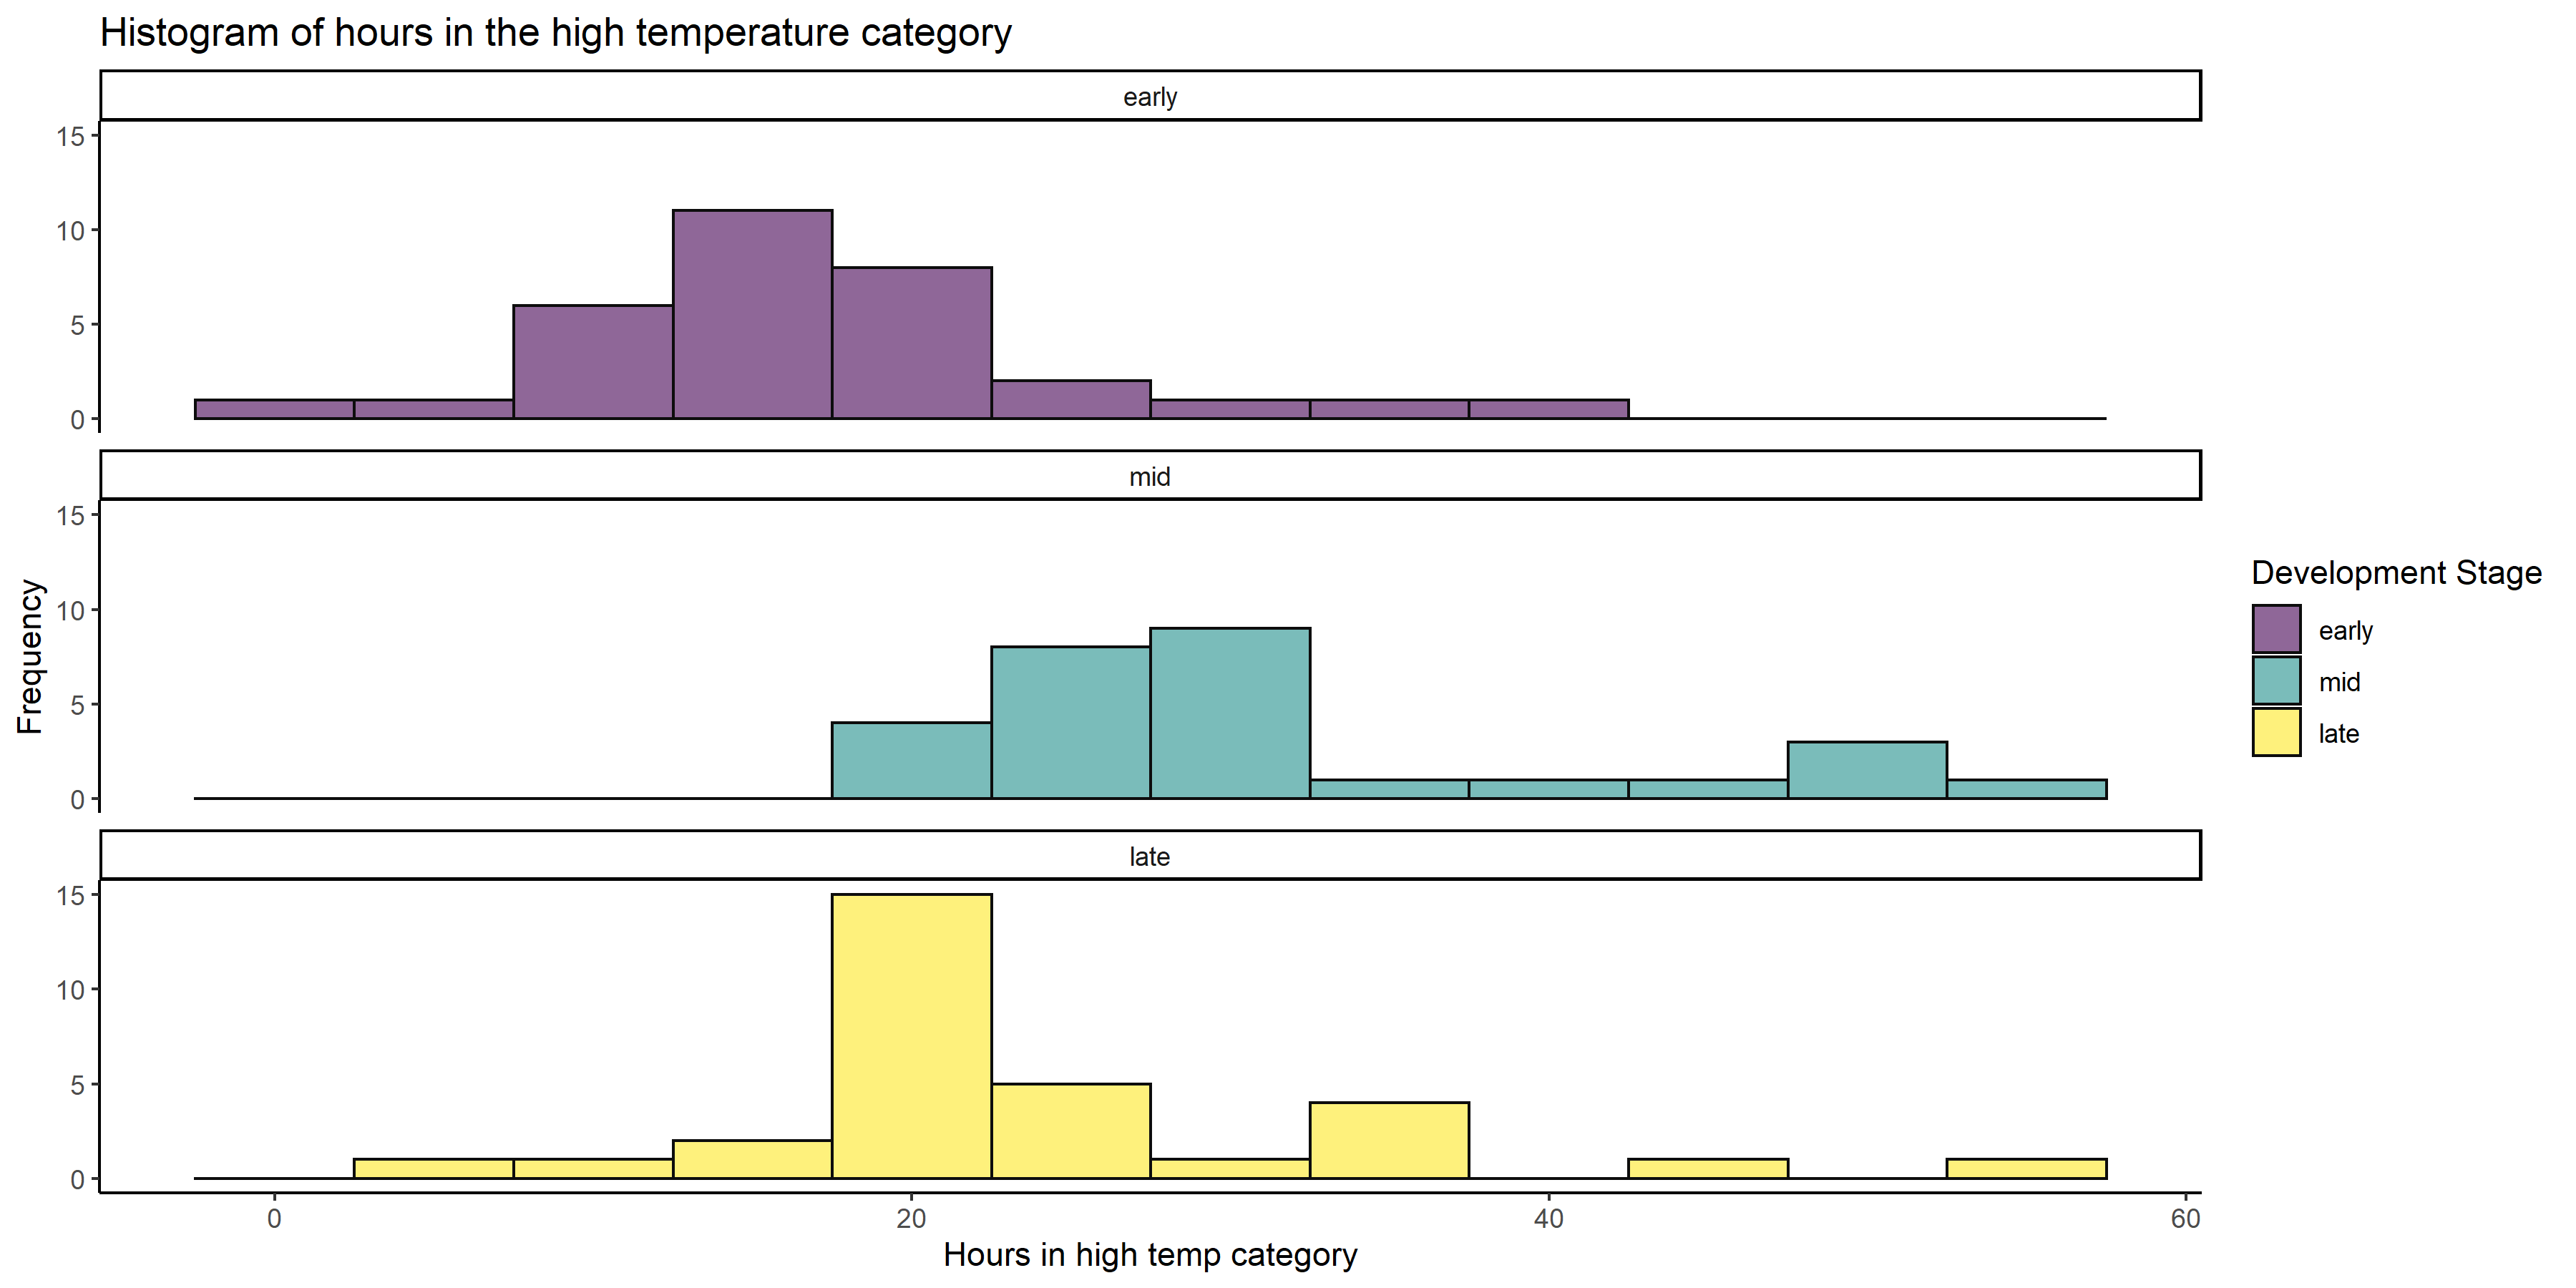 Histogram of hours in the high temperature category
early
15
10
5
0
mid
15
10
5
0
late
15
10
5
0
0 20 40 60
Hours in high temp category
Frequency
Development Stage
early
mid
late